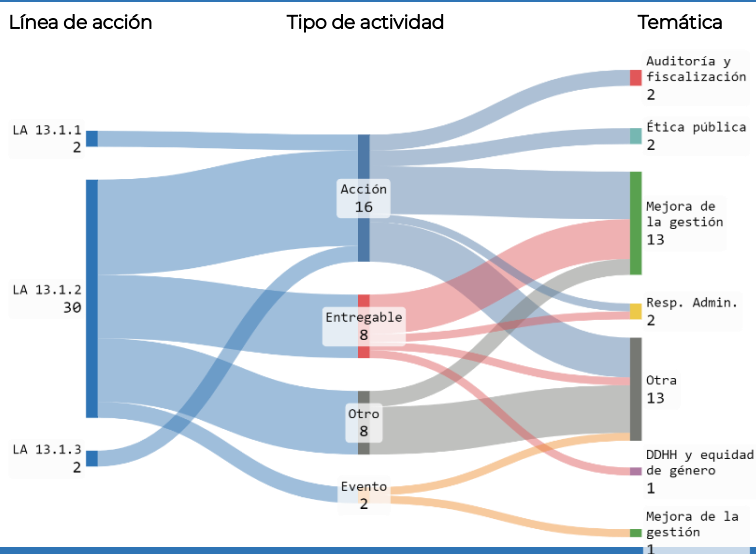 Línea de acción
Tipo de actividad
Temática
LA 13.1.1
2
LA 13.1.2
30
LA 13.1.3
2
Acción
16
Entregable
8
Otro
8
Evento
2
Auditoría y
fiscalización
2
Ética pública
2
Mejora de
la gestión
13
Resp. Admin.
2
Otra
13
DDHH y equidad
de género
1
Mejora de la
gestión
1